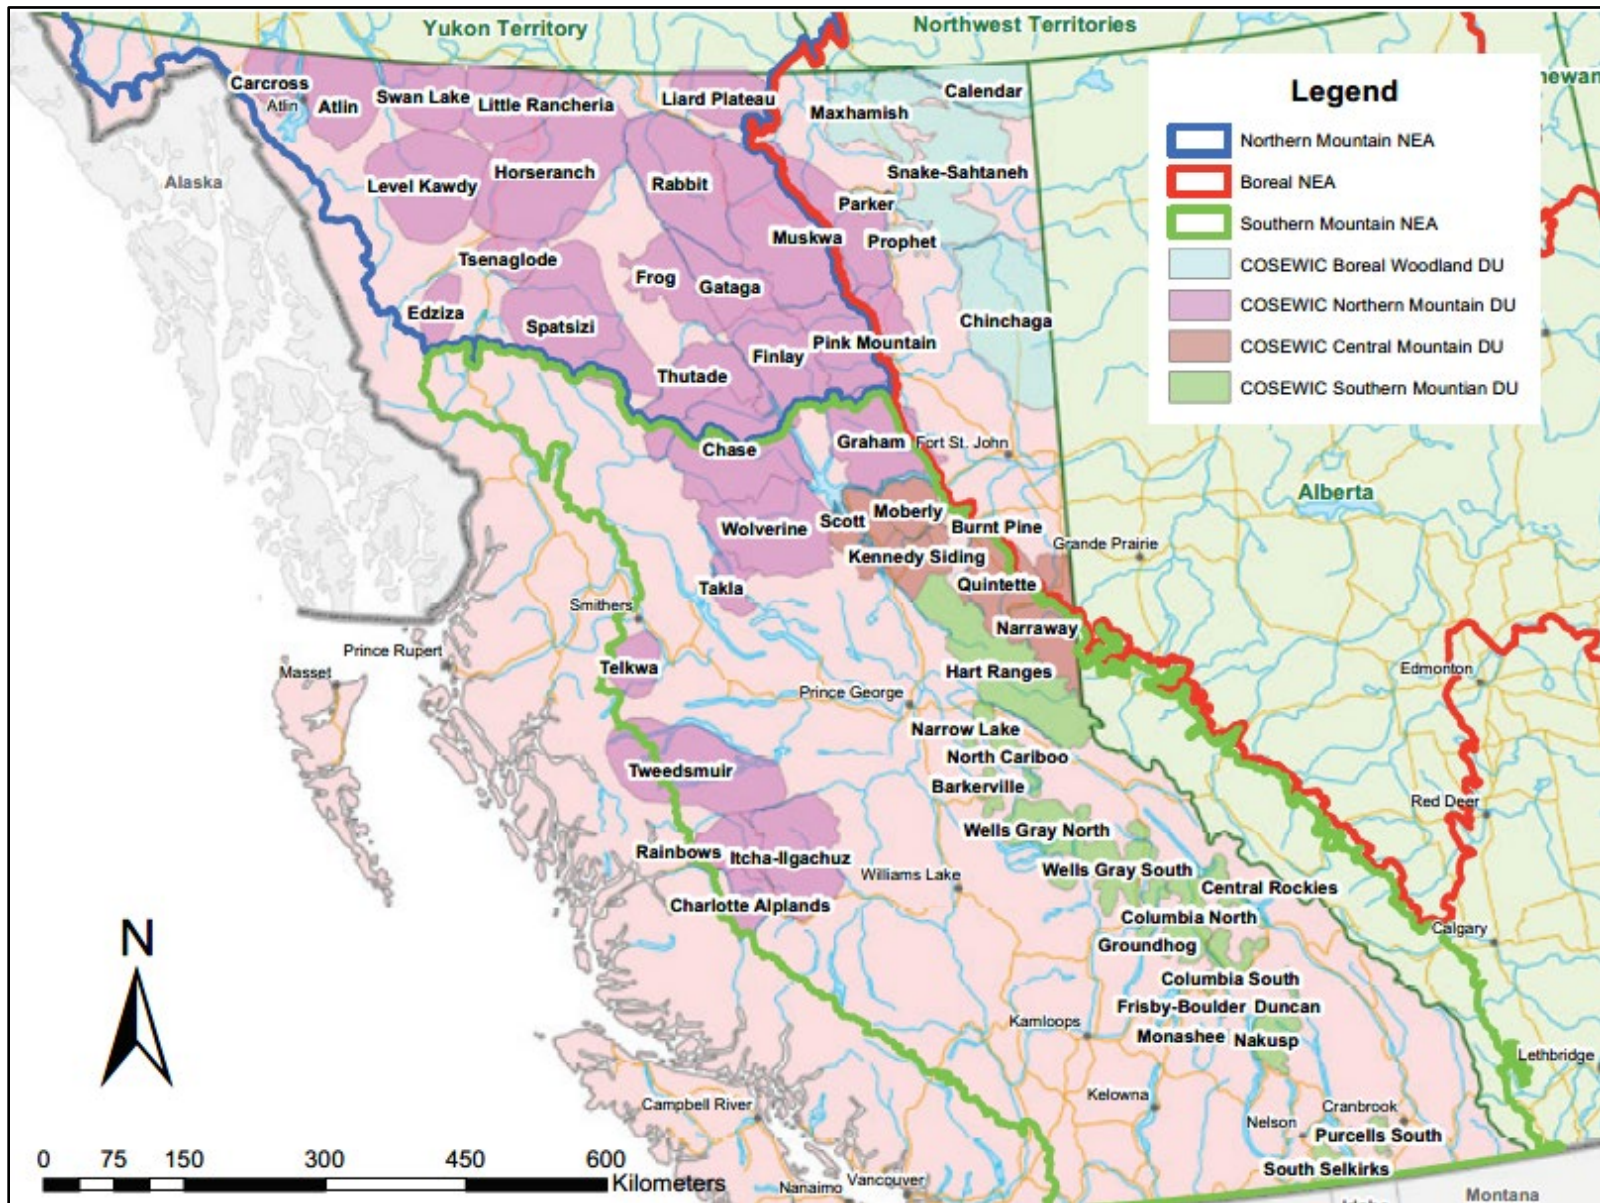 Yukon Territory
Northwest Territories
Carcross
Atlin
Atlin
Swan Lake
Little Rancheria
Liard Plateau
Maxhamish
Calendar
Alaska
Level Kawdy
Horseranch
Rabbit
Snake-Sahtaneh
Parker
Muskwa
Prophet
Tsenaglode
Frog
Gataga
Edziza
Spatsizi
Chinchaga
Pink Mountain
Finlay
Thutade
Chase
Graham
Fort St. John
Alberta
Wolverine
Scott
Moberly
Burnt Pine
Kennedy Siding
Grande Prairie
Quintette
Takla
Smithers
Narraway
Prince Rupert
Masset
Telkwa
Hart Ranges
Edmonton
Prince George
Narrow Lake
North Cariboo
Tweedsmuir
Barkerville
Red Deer
Wells Gray North
Rainbows
Itcha-Ilgachuz
Wells Gray South
Williams Lake
Central Rockies
Charlotte Alplands
Columbia North
Calgary
Groundhog
Columbia South
Frisby-Boulder
Duncan
Kamloops
Monashee
Nakusp
Lethbridge
Kelowna
Campbell River
Cranbrook
Nelson
Purcells South
South Selkirks
Nanaimo
Vancouver
Montana
Legend
Northern Mountain NEA
Boreal NEA
Southern Mountain NEA
COSEWIC Boreal Woodland DU
COSEWIC Northern Mountain DU
COSEWIC Central Mountain DU
COSEWIC Southern Mountian DU
N
0 75 150 300 450 600
Kilometers